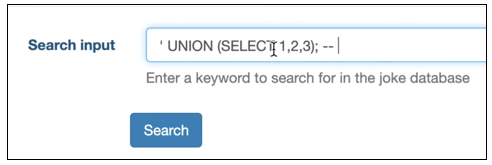 Search input
' UNION (SELECT 1,2,3); --
Enter a keyword to search for in the joke database
Search